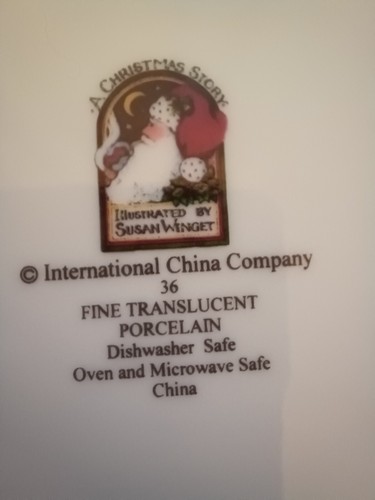 A CHRISTMAS STORY
ILLUSTRATED BY
SUSAN WINGET
© International China Company
36
FINE TRANSLUCENT
PORCELAIN
Dishwasher Safe
Oven and Microwave Safe
China